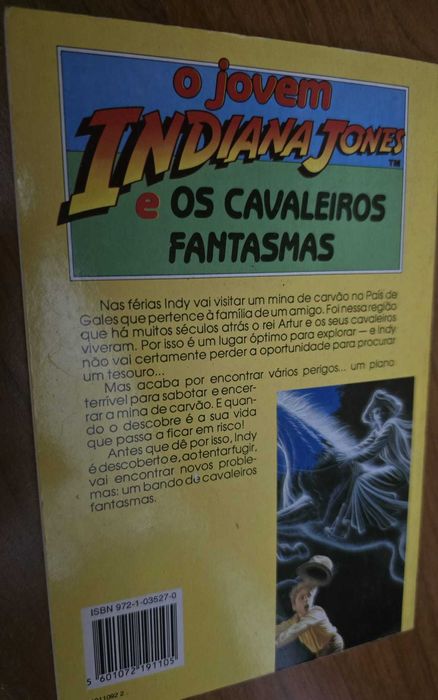 o jovem
INDIANA JONES
TM
e OS CAVALEIROS
FANTASMAS
Nas férias Indy vai visitar um mina de carvão no País de
Gales que pertence à família de um amigo. Foi nessa região
que há muitos séculos atrás o rei Artur e os seus cavaleiros
viveram. Por isso é um lugar óptimo para explorar — e Indy
não vai certamente perder a oportunidade para procurar
um tesouro...
Mas acaba por encontrar vários perigos... um plano
terrível para sabotar e encer-
rar a mina de carvão. E quan-
do o descobre é a sua vida
que passa a ficar em risco!
Antes que dê por isso, Indy
é descoberto e, ao tentar fugir,
vai encontrar novos proble-
mas: um bando de cavaleiros
fantasmas.
ISBN 972-1-03527-0
5 601072 191105